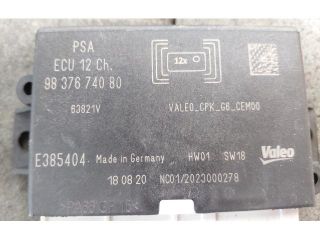 PSA
ECU 12 Ch.
12x
98 376 740 80
63821V
VALEO_CPK_G6_CEM00
E385404 Made in Germany HW01 SW18 Valeo
18 08 20 NC01/2023000278